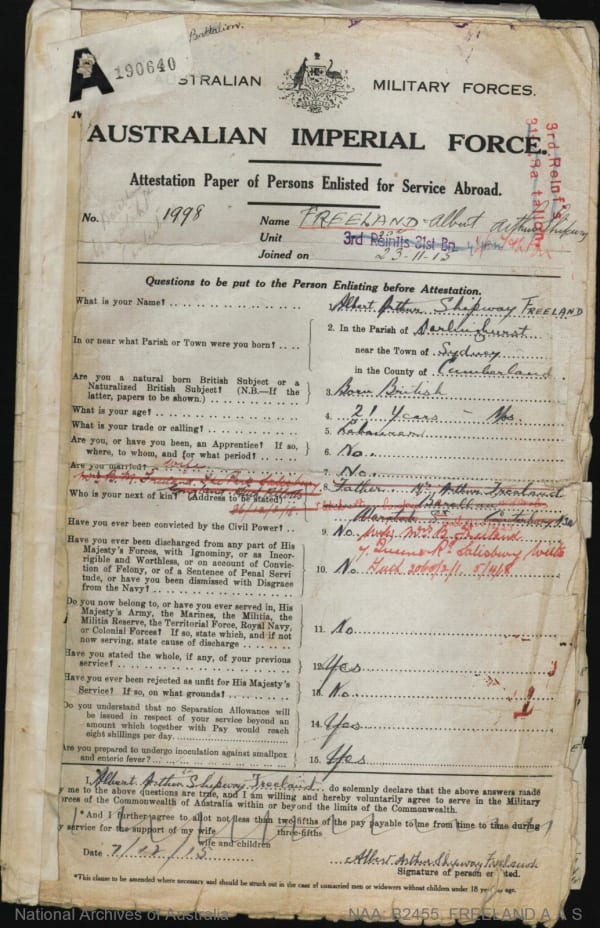 Battalion.
A 190640
STRALIAN MILITARY FORCES.
AUSTRALIAN IMPERIAL FORCE.
3rd Reinfts
31st Battalion
Attestation Paper of Persons Enlisted for Service Abroad.
No. 1998 Name FREELAND Albert Arthur Shipway
Unit 3rd Reinfts 31st Bn
Joined on 23-11-15
Questions to be put to the Person Enlisting before Attestation.
What is your Name? Albert Arthur Shipway FREELAND
In or near what Parish or Town were you born? 2. In the Parish of Darlinghurst
near the Town of Sydney
in the County of Cumberland
Are you a natural born British Subject or a Naturalized British Subject? (N.B.—If the latter, papers to be shown.) 3. Born British
What is your age? 4. 21 Years
What is your trade or calling? 5. Labourer
Are you, or have you been, an Apprentice? If so, where, to whom, and for what period? 6. No.
Are you married? 7. No.
wife
Who is your next of kin? (Address to be stated) 8. Father Arthur Freeland
Have you ever been convicted by the Civil Power? 9. No
Mrs B. Freeland
7 Queens Rd Salisbury Wilts
Have you ever been discharged from any part of His Majesty's Forces, with Ignominy, or as Incorrigible and Worthless, or on account of Conviction of Felony, or of a Sentence of Penal Servitude, or have you been dismissed with Disgrace from the Navy? 10. No
Do you now belong to, or have you ever served in, His Majesty's Army, the Marines, the Militia, the Militia Reserve, the Territorial Force, Royal Navy, or Colonial Forces? If so, state which, and if not now serving, state cause of discharge 11. No
Have you stated the whole, if any, of your previous service? 12. Yes
Have you ever been rejected as unfit for His Majesty's Service? If so, on what grounds? 13. No
Do you understand that no Separation Allowance will be issued in respect of your service beyond an amount which together with Pay would reach eight shillings per day. 14. Yes
Are you prepared to undergo inoculation against smallpox and enteric fever? 15. Yes
I, Albert Arthur Shipway Freeland do solemnly declare that the above answers made
y me to the above questions are true, and I am willing and hereby voluntarily agree to serve in the Military
orces of the Commonwealth of Australia within or beyond the limits of the Commonwealth.
*And I further agree to allot not less than two-fifths of the pay payable to me from time to time during
three-fifths
y service for the support of my wife
wife and children
Date 7/12/15 Albert Arthur Shipway Freeland
Signature of person e ted.
*This clause to be amended where necessary and should be struck out in the case of unmarried men or widowers without children under 18 years age.
National Archives of Australia NAA: B2455, FREELAND A A S